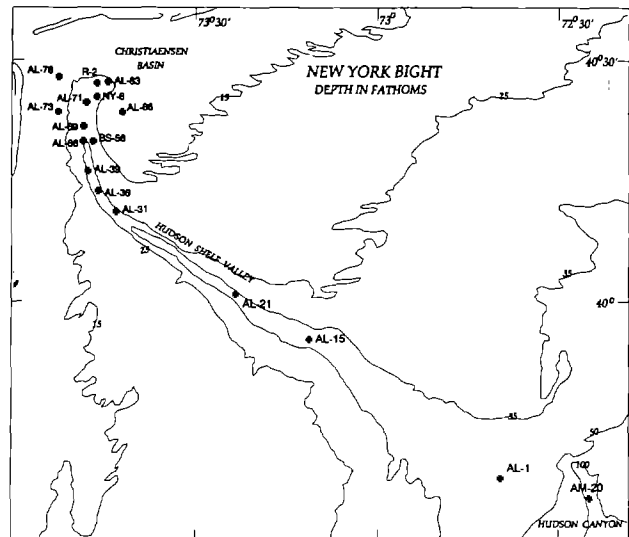 73°30'
73°
72°30'
CHRISTIAENSEN
BASIN
NEW YORK BIGHT
DEPTH IN FATHOMS
40°30'
AL-78
R-2
AL-83
AL-71
NY-6
AL-73
AL-86
AL-69
AL-66
BS-56
AL-39
AL-36
AL-31
15
25
HUDSON SHELF VALLEY
25
35
15
40°
AL-21
AL-15
35
50
100
AL-1
AM-20
HUDSON CANYON